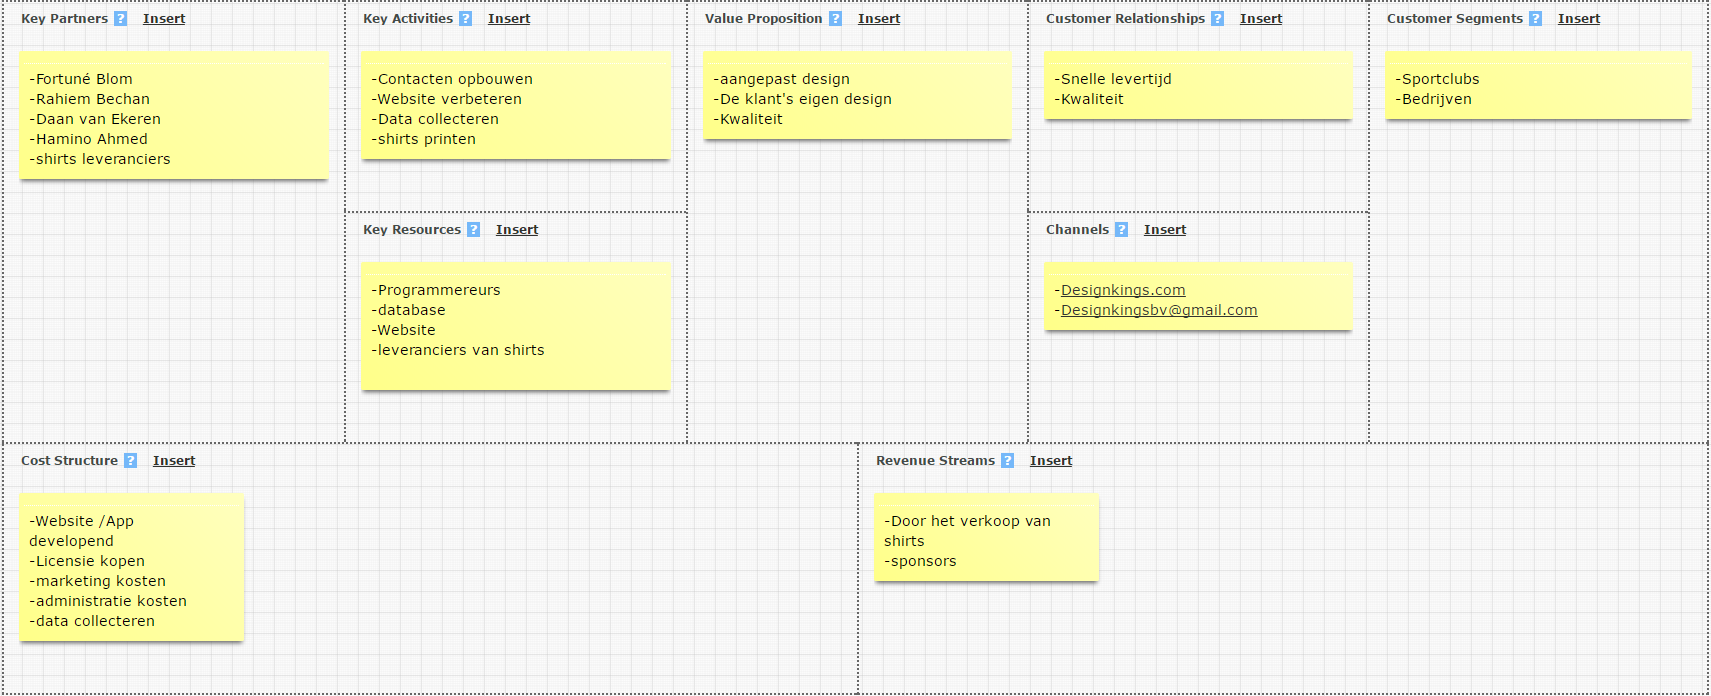 Key Partners ? Insert
-Fortuné Blom
-Rahiem Bechan
-Daan van Ekeren
-Hamino Ahmed
-shirts leveranciers
Key Activities ? Insert
-Contacten opbouwen
-Website verbeteren
-Data collecteren
-shirts printen
Key Resources ? Insert
-Programmereurs
-database
-Website
-leveranciers van shirts
Value Proposition ? Insert
-aangepast design
-De klant's eigen design
-Kwaliteit
Customer Relationships ? Insert
-Snelle levertijd
-Kwaliteit
Channels ? Insert
-Designkings.com
-Designkingsbv@gmail.com
Customer Segments ? Insert
-Sportclubs
-Bedrijven
Cost Structure ? Insert
-Website /App
developend
-Licensie kopen
-marketing kosten
-administratie kosten
-data collecteren
Revenue Streams ? Insert
-Door het verkoop van
shirts
-sponsors